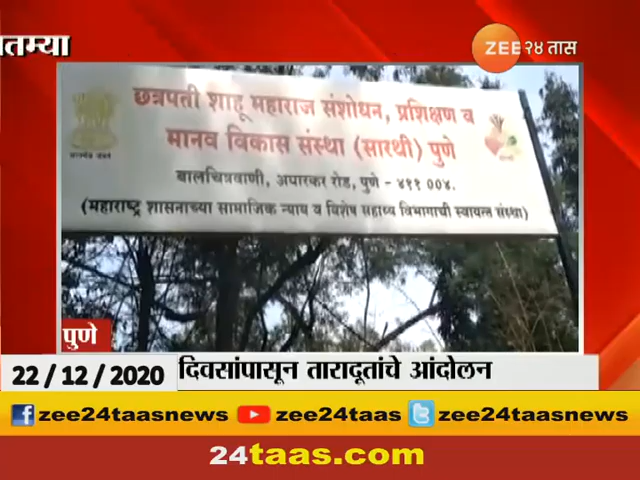 तम्या
ZEE २४ तास
छत्रपती शाहू महाराज संशोधन, प्रशिक्षण व
मानव विकास संस्था (सारथी) पुणे
बालचित्रवाणी, अघारकर रोड, पुणे - ४११ ००४.
(महाराष्ट्र शासनाच्या सामाजिक न्याय व विशेष सहाय्य विभागाची स्वायत्त संस्था)
पुणे
22 / 12 / 2020 दिवसांपासून तारादूतांचे आंदोलन
zee24taasnews zee24taas zee24taasnews
24taas.com